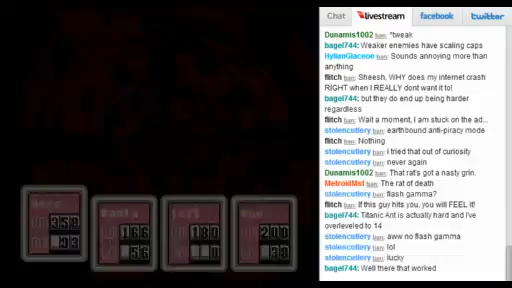 Chat livestream facebook twitter
Dunamis1002 ban: "tweak
bagel744: Weaker enemies have scaling caps
HylianGlaceon ban: Sounds annoying more than
anything
flitch ban: Sheesh, WHY does my internet crash
RIGHT when I REALLY dont want it to!
bagel744: but they do end up being harder
regardless
flitch ban: Wait a moment, I am stuck on the ad...
stolencutlery ban: earthbound anti-piracy mode
flitch ban: Nothing
stolencutlery ban: i tried that out of curiosity
stolencutlery ban: never again
Dunamis1002 ban: That rat's got a nasty grin.
MetroidMst ban: The rat of death
stolencutlery ban: flash gamma?
flitch ban: If this guy hits you, you will FEEL it!
bagel744: Titanic Ant is actually hard and I've
overleveled to 14
stolencutlery ban: aww no flash gamma
stolencutlery ban: lol
stolencutlery ban: lucky
bagel744: Well there that worked
359
93
166
56
180
0
200
39